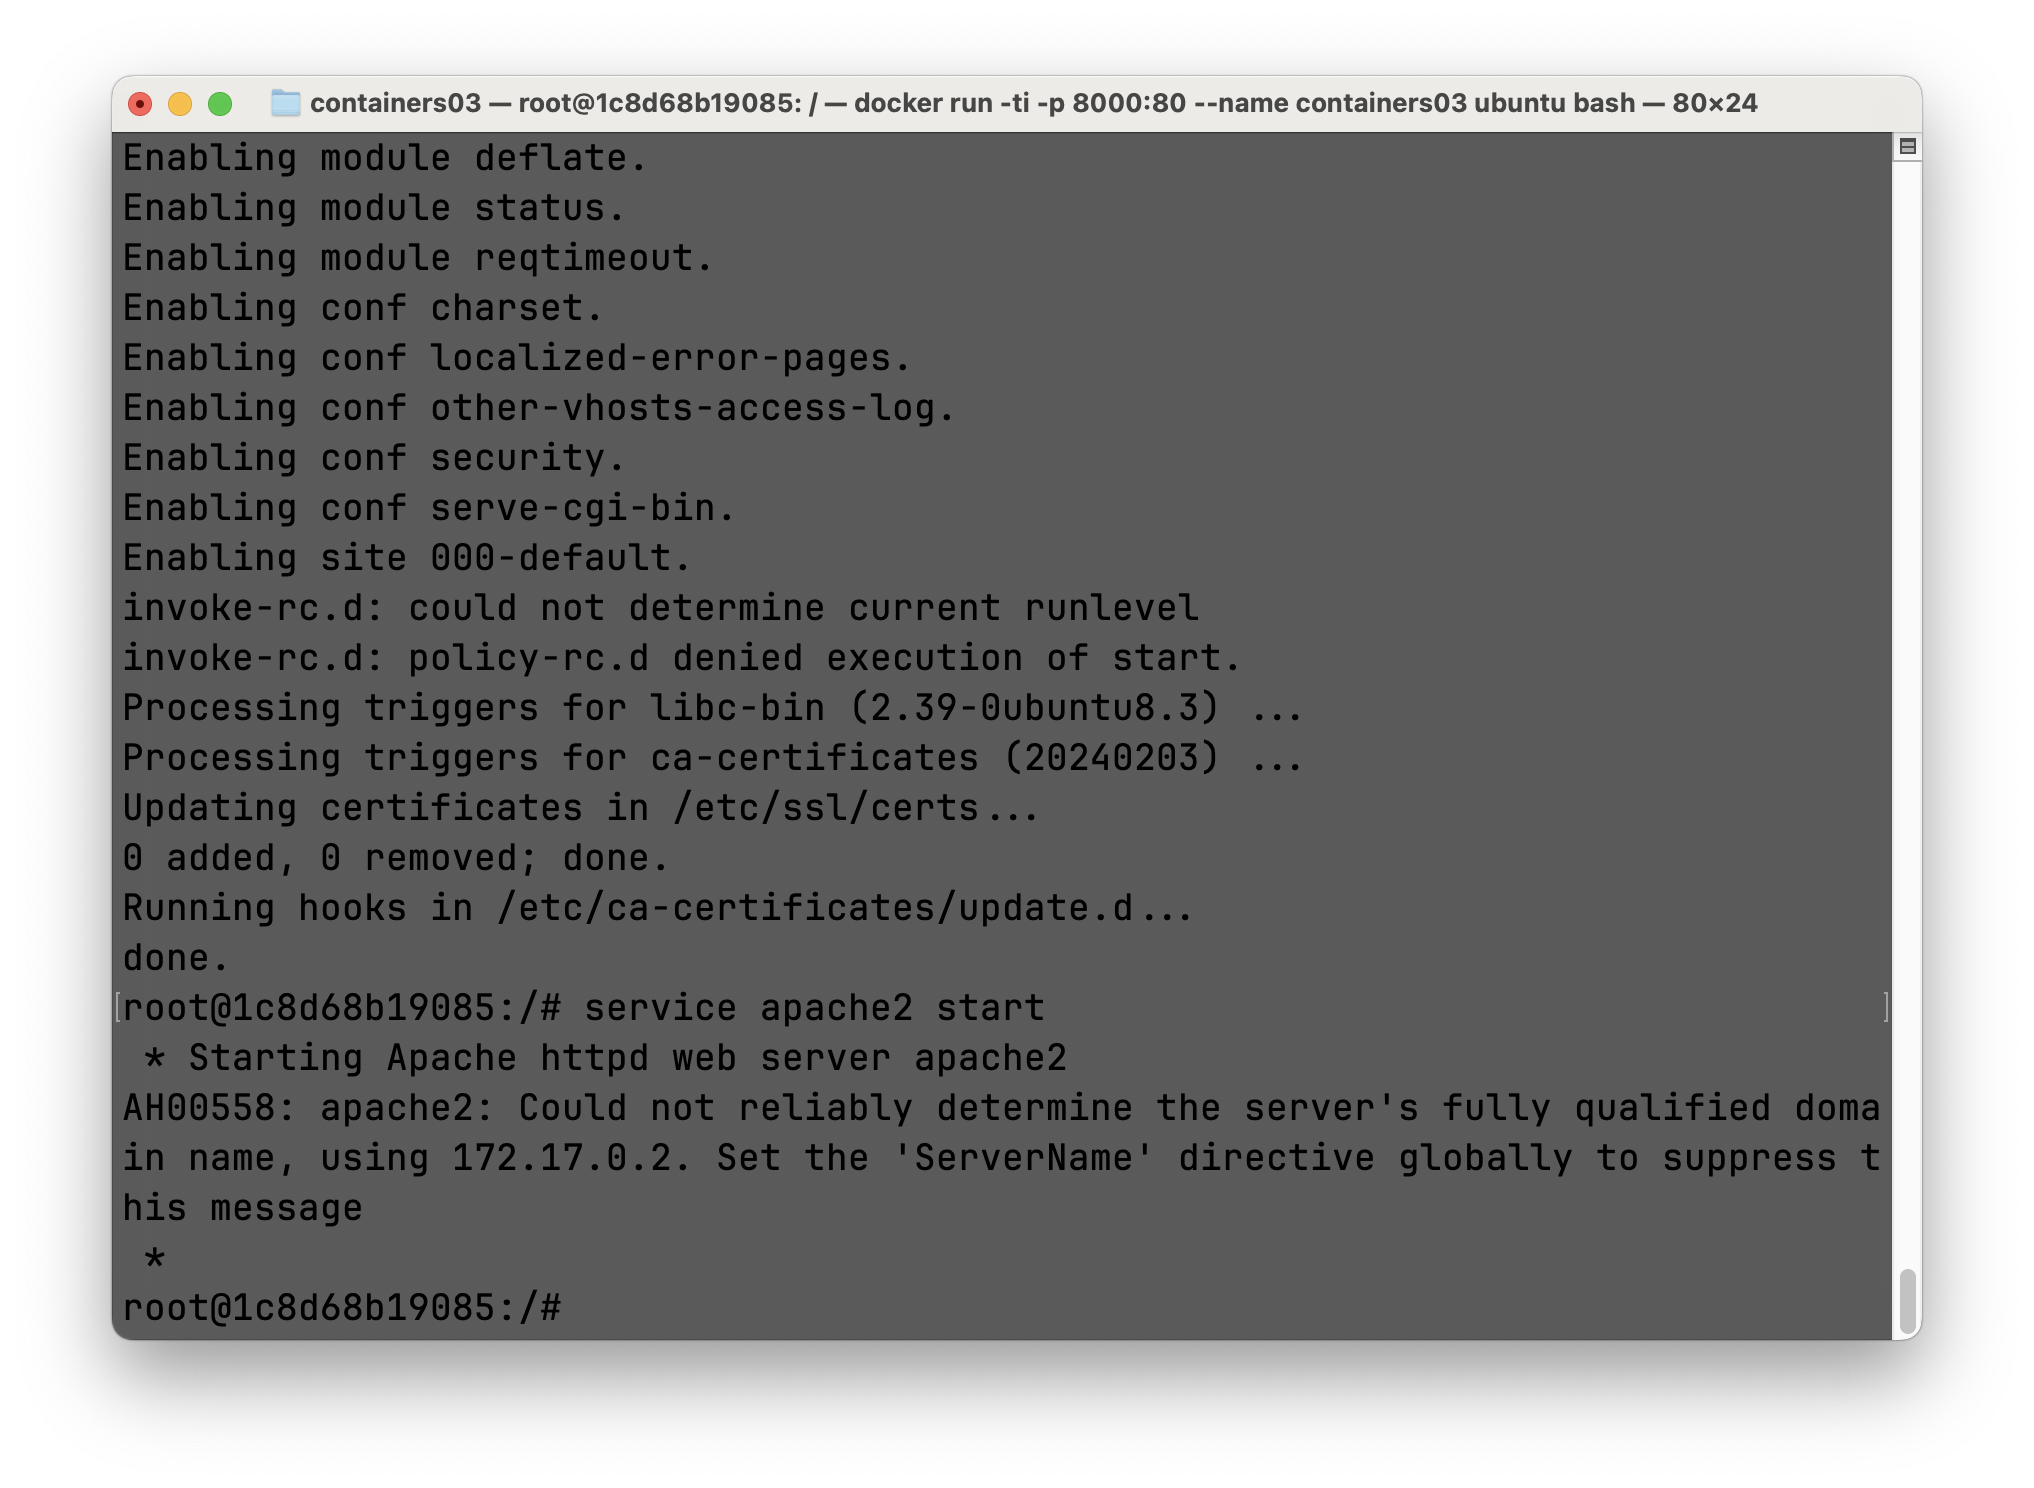 containers03 — root@1c8d68b19085: / — docker run -ti -p 8000:80 --name containers03 ubuntu bash — 80×24
Enabling module deflate.
Enabling module status.
Enabling module reqtimeout.
Enabling conf charset.
Enabling conf localized-error-pages.
Enabling conf other-vhosts-access-log.
Enabling conf security.
Enabling conf serve-cgi-bin.
Enabling site 000-default.
invoke-rc.d: could not determine current runlevel
invoke-rc.d: policy-rc.d denied execution of start.
Processing triggers for libc-bin (2.39-0ubuntu8.3) ...
Processing triggers for ca-certificates (20240203) ...
Updating certificates in /etc/ssl/certs...
0 added, 0 removed; done.
Running hooks in /etc/ca-certificates/update.d...
done.
root@1c8d68b19085:/# service apache2 start
 * Starting Apache httpd web server apache2
AH00558: apache2: Could not reliably determine the server's fully qualified doma
in name, using 172.17.0.2. Set the 'ServerName' directive globally to suppress t
his message
 *
root@1c8d68b19085:/#